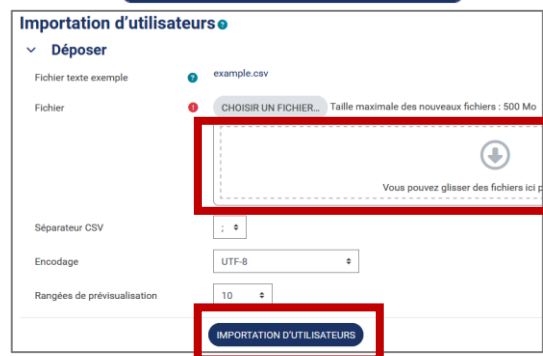 Importation d’utilisateurs ?
Déposer
Fichier texte exemple ? example.csv
Fichier ! CHOISIR UN FICHIER... Taille maximale des nouveaux fichiers : 500 Mo
Vous pouvez glisser des fichiers ici p
Séparateur CSV ;
Encodage UTF-8
Rangées de prévisualisation 10
IMPORTATION D’UTILISATEURS